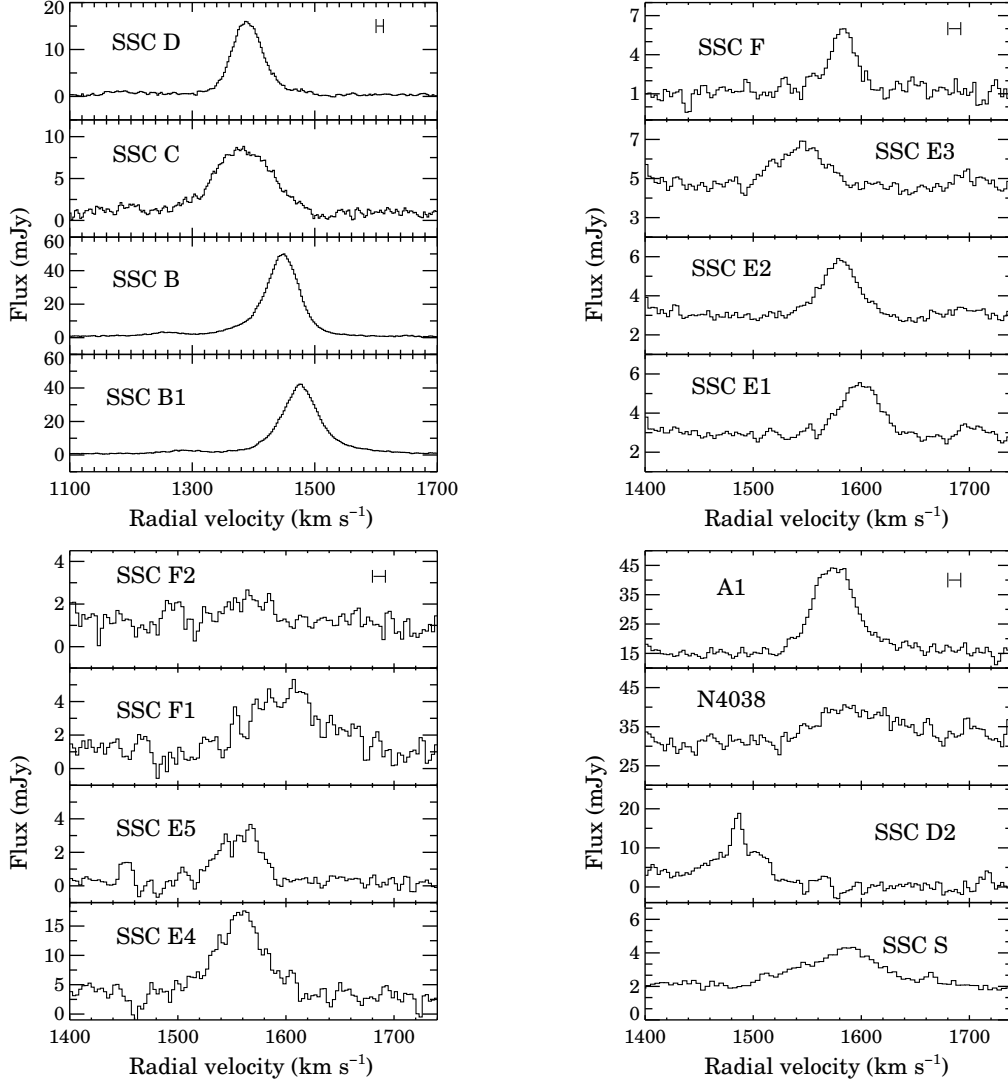 20
15
10
5
0
SSC D
10
5
0
SSC C
60
40
20
0
SSC B
60
40
20
0
SSC B1
1100 1300 1500 1700
Radial velocity (km s⁻¹)
Flux (mJy)
7
6
4
3
1
SSC F
7
6
5
3
2
SSC E3
6
4
2
SSC E2
6
4
2
SSC E1
1400 1500 1600 1700
Radial velocity (km s⁻¹)
Flux (mJy)
4
2
0
SSC F2
4
2
0
SSC F1
4
2
0
SSC E5
15
10
5
0
SSC E4
1400 1500 1600 1700
Radial velocity (km s⁻¹)
Flux (mJy)
45
35
25
15
A1
45
35
25
N4038
20
10
0
SSC D2
6
4
2
0
SSC S
1400 1500 1600 1700
Radial velocity (km s⁻¹)
Flux (mJy)